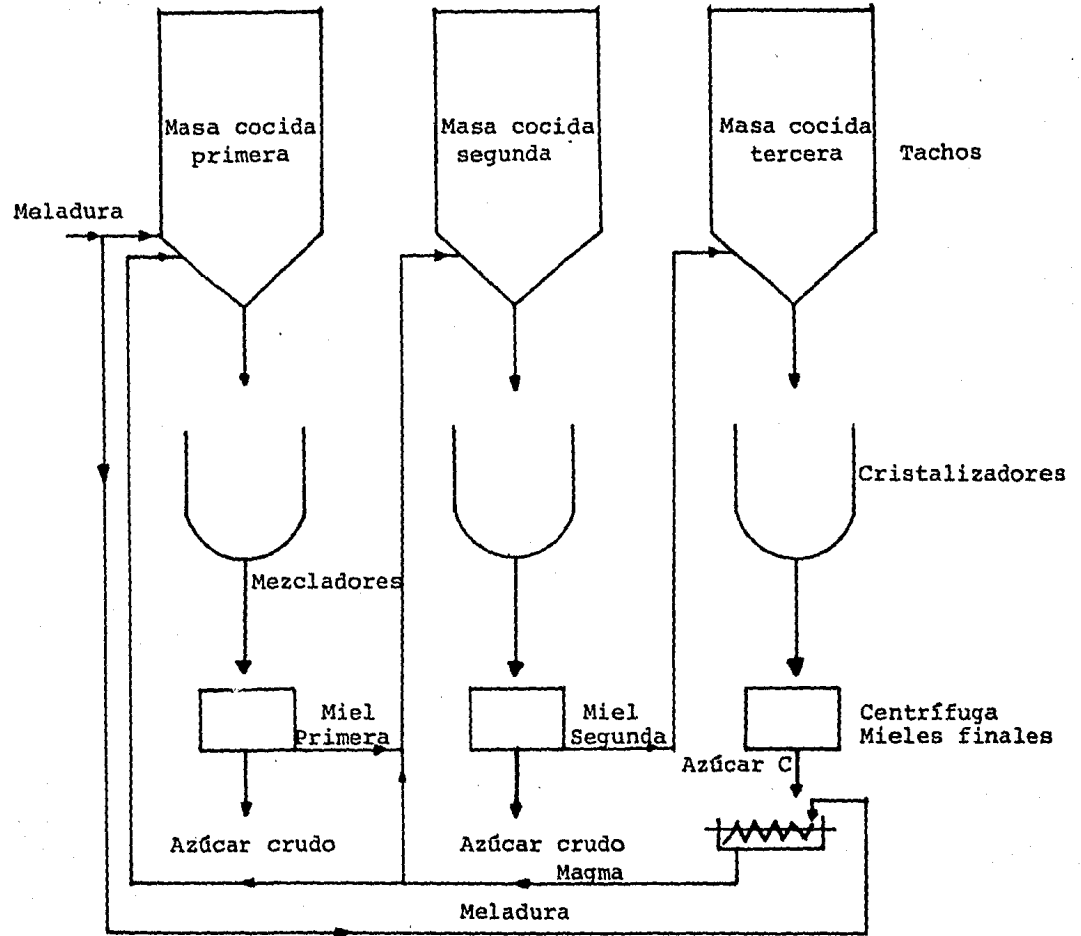 Masa cocida
primera
Masa cocida
segunda
Masa cocida
tercera
Tachos
Meladura
Cristalizadores
Mezcladores
Miel
Primera
Miel
Segunda
Centrífuga
Mieles finales
Azúcar C
Azúcar crudo
Azúcar crudo
Magma
Meladura